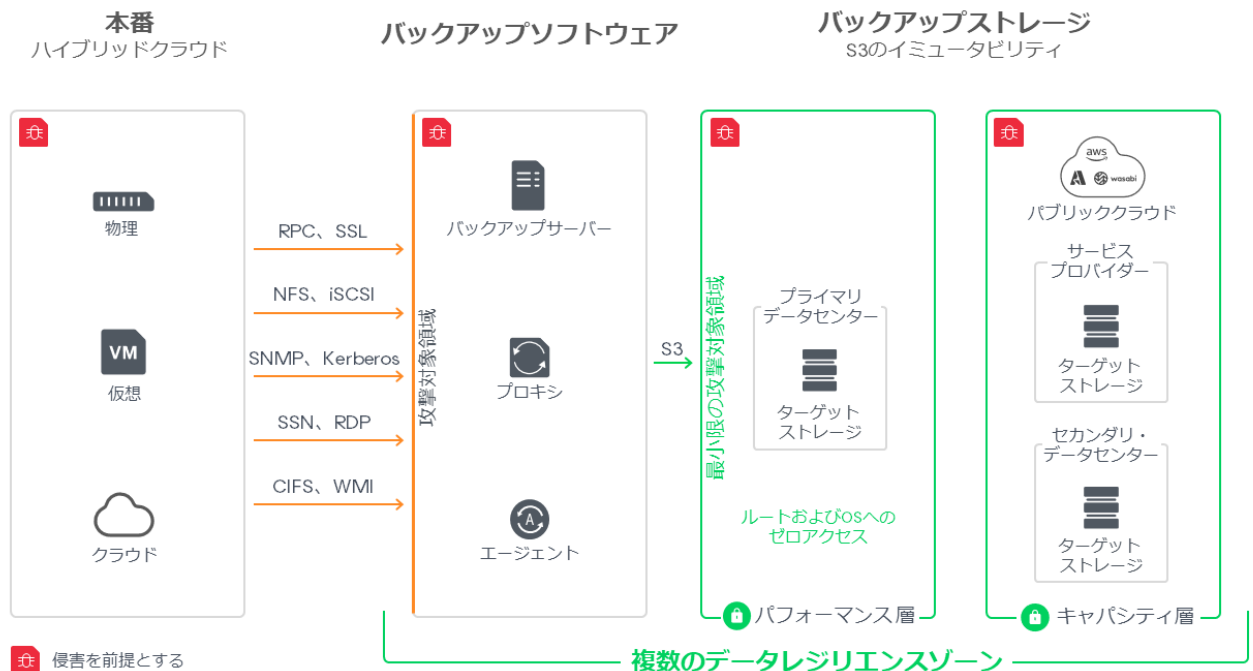 本番
ハイブリッドクラウド
バックアップソフトウェア
バックアップストレージ
S3のイミュータビリティ
物理
VM
仮想
クラウド
RPC、SSL
NFS、iSCSI
SNMP、Kerberos
SSN、RDP
CIFS、WMI
攻撃対象領域
バックアップサーバー
プロキシ
A
エージェント
S3
最小限の攻撃対象領域
プライマリ
データセンター
ターゲット
ストレージ
ルートおよびOSへの
ゼロアクセス
パフォーマンス層
aws
wasabi
パブリッククラウド
サービス
プロバイダー
ターゲット
ストレージ
セカンダリ・
データセンター
ターゲット
ストレージ
キャパシティ層
侵害を前提とする
複数のデータレジリエンスゾーン